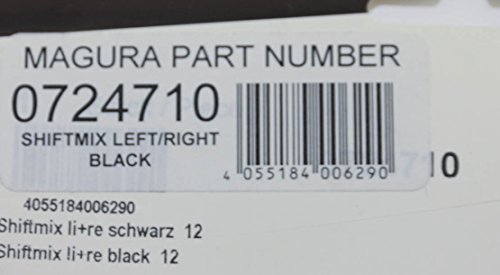 MAGURA PART NUMBER
0724710
SHIFTMIX LEFT/RIGHT
BLACK
4 055184 006290
710
4055184006290
Shiftmix li+re schwarz 12
Shiftmix li+re black 12